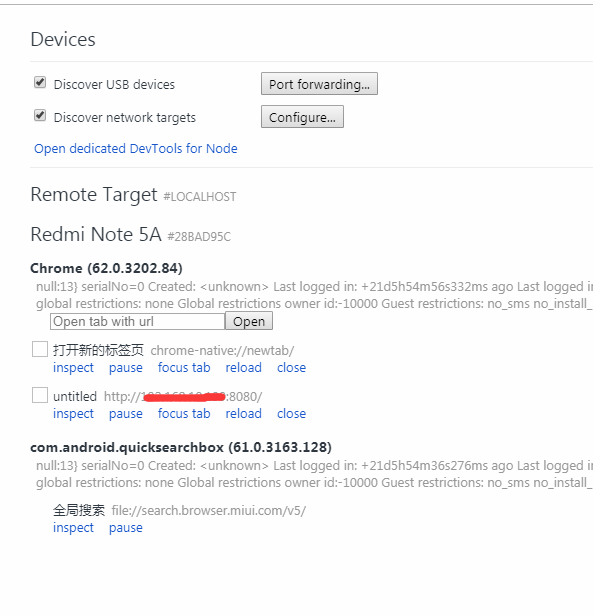 Devices
Discover USB devices Port forwarding...
Discover network targets Configure...
Open dedicated DevTools for Node
Remote Target #LOCALHOST
Redmi Note 5A #28BAD95C
Chrome (62.0.3202.84)
null:13} serialNo=0 Created: <unknown> Last logged in: +21d5h54m56s332ms ago Last logged in
global restrictions: none Global restrictions owner id:-10000 Guest restrictions: no_sms no_install_
Open tab with url Open
打开新的标签页 chrome-native://newtab/
inspect pause focus tab reload close
untitled http://:8080/
inspect pause focus tab reload close
com.android.quicksearchbox (61.0.3163.128)
null:13} serialNo=0 Created: <unknown> Last logged in: +21d5h54m36s276ms ago Last logged in
global restrictions: none Global restrictions owner id:-10000 Guest restrictions: no_sms no_install_
全局搜索 file://search.browser.miui.com/v5/
inspect pause